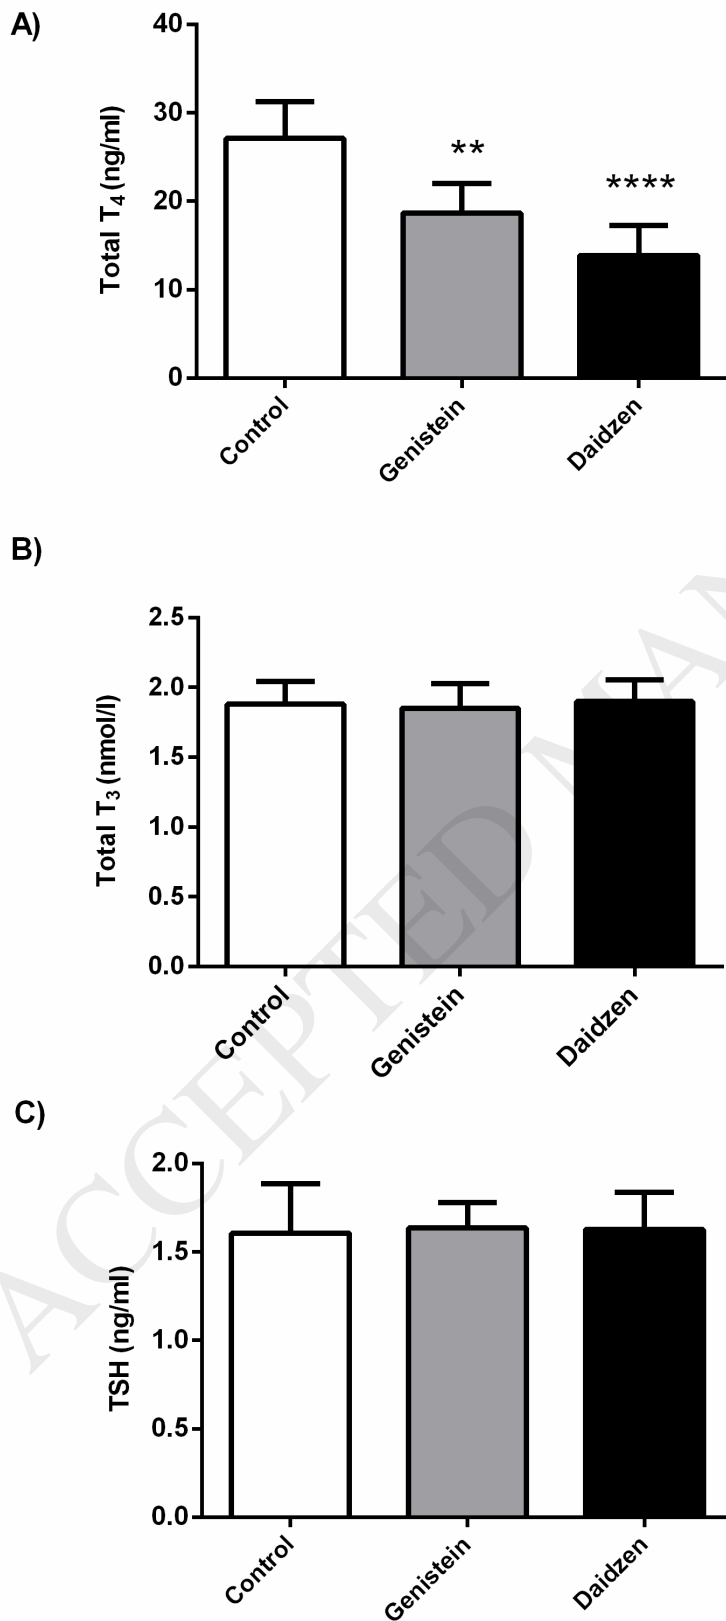 A)
40
30
20
10
0
Total T₄ (ng/ml)
**
****
Control
Genistein
Daidzen
B)
2.5
2.0
1.5
1.0
0.5
0.0
Total T₃ (nmol/l)
Control
Genistein
Daidzen
C)
2.0
1.5
1.0
0.5
0.0
TSH (ng/ml)
Control
Genistein
Daidzen
ACCEPTED MAN